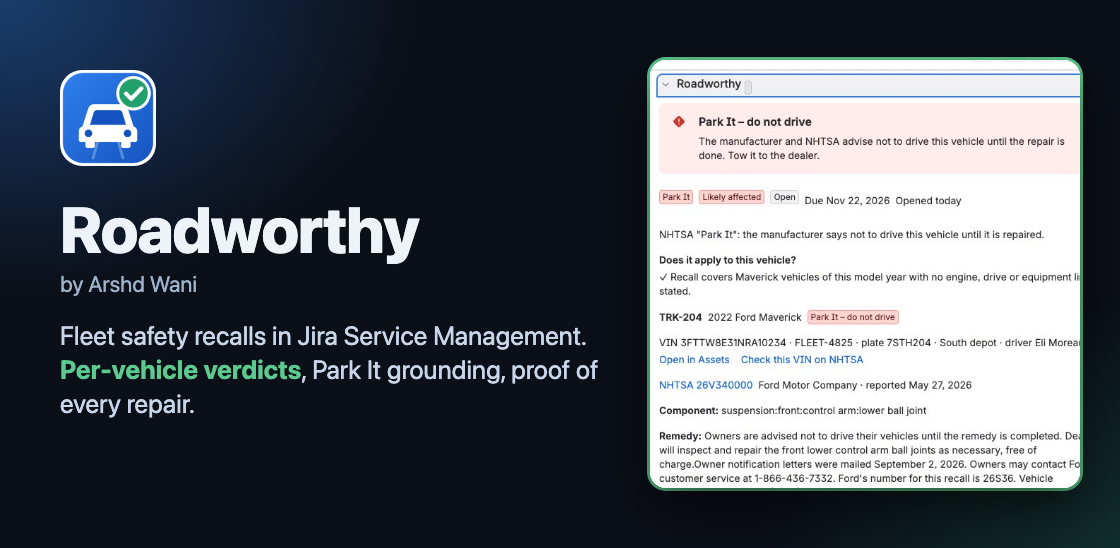 Roadworthy
by Arshd Wani
Fleet safety recalls in Jira Service Management.
Per-vehicle verdicts, Park It grounding, proof of
every repair.
Roadworthy
Park It – do not drive
The manufacturer and NHTSA advise not to drive this vehicle until the repair is
done. Tow it to the dealer.
Park It Likely affected Open Due Nov 22, 2026 Opened today
NHTSA "Park It": the manufacturer says not to drive this vehicle until it is repaired.
Does it apply to this vehicle?
✓ Recall covers Maverick vehicles of this model year with no engine, drive or equipment
stated.
TRK-204 2022 Ford Maverick Park It – do not drive
VIN 3FTTW8E31NRA10234 · FLEET-4825 · plate 7STH204 · South depot · driver Eli
Open in Assets Check this VIN on NHTSA
NHTSA 26V340000 Ford Motor Company · reported May 27, 2026
Component: suspension:front:control arm:lower ball joint
Remedy: Owners are advised not to drive their vehicles until the remedy is completed.
will inspect and repair the front lower control arm ball joints as necessary, free of
charge.Owner notification letters were mailed September 2, 2026. Owners may contact
customer service at 1-866-436-7332. Ford's number for this recall is 26S36. Vehicle